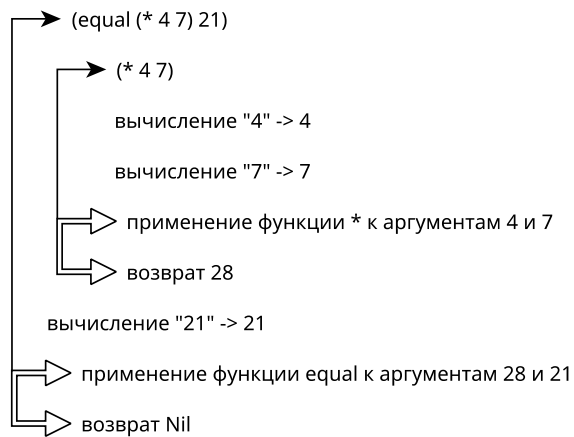 (equal (* 4 7) 21)
(* 4 7)
вычисление "4" -> 4
вычисление "7" -> 7
применение функции * к аргументам 4 и 7
возврат 28
вычисление "21" -> 21
применение функции equal к аргументам 28 и 21
возврат Nil